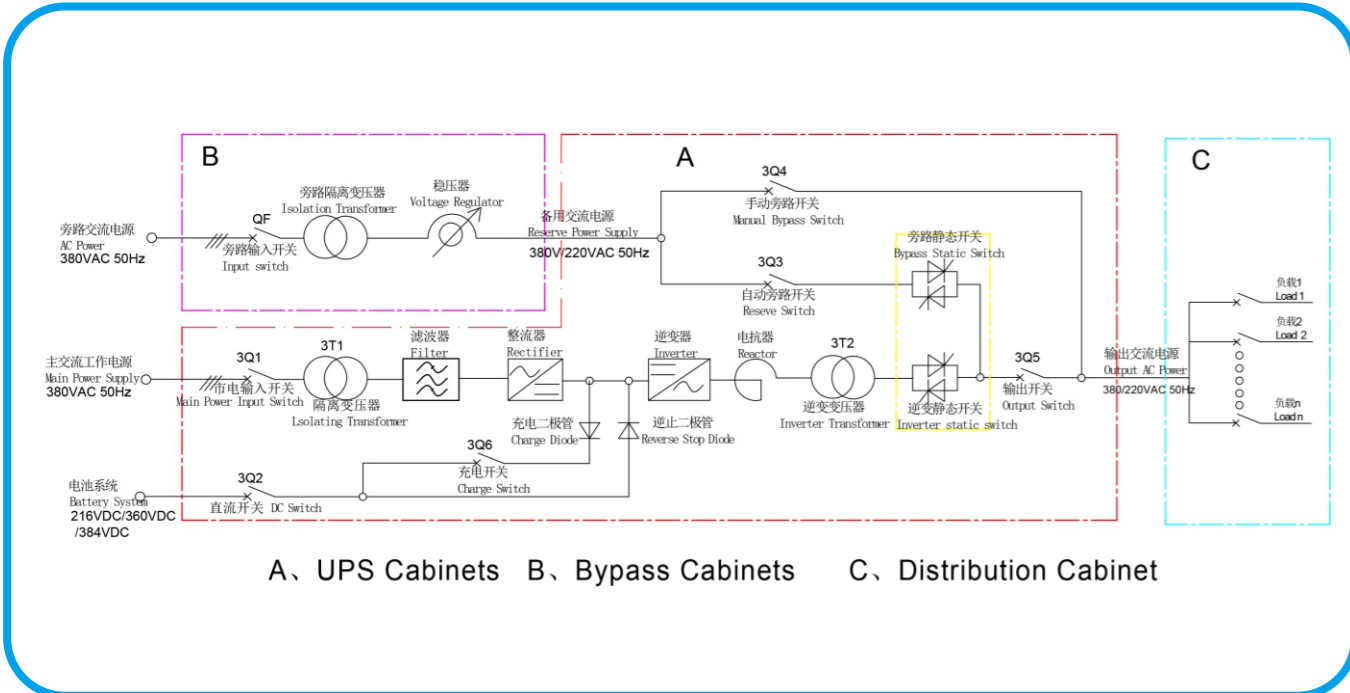 B
A
C
旁路隔离变压器
Isolation Transformer
稳压器
Voltage Regulator
QF
旁路输入开关
Input switch
旁路交流电源
AC Power
380VAC 50Hz
备用交流电源
Reserve Power Supply
380V/220VAC 50Hz
3Q4
手动旁路开关
Manual Bypass Switch
3Q3
自动旁路开关
Reseve Switch
旁路静态开关
Bypass Static Switch
负载1
Load 1
负载2
Load 2
负载n
Load n
主交流工作电源
Main Power Supply
380VAC 50Hz
3Q1
市电输入开关
Main Power Input Switch
3T1
隔离变压器
Lsolating Transformer
滤波器
Filter
整流器
Rectifier
逆变器
Inverter
电抗器
Reactor
3T2
逆变变压器
Inverter Transformer
逆变静态开关
Inverter static switch
3Q5
输出开关
Output Switch
输出交流电源
Output AC Power
380/220VAC 50Hz
充电二极管
Charge Diode
逆止二极管
Reverse Stop Diode
3Q6
充电开关
Charge Switch
电池系统
Battery System
216VDC/360VDC
/384VDC
3Q2
直流开关 DC Switch
A、UPS Cabinets B、Bypass Cabinets C、Distribution Cabinet